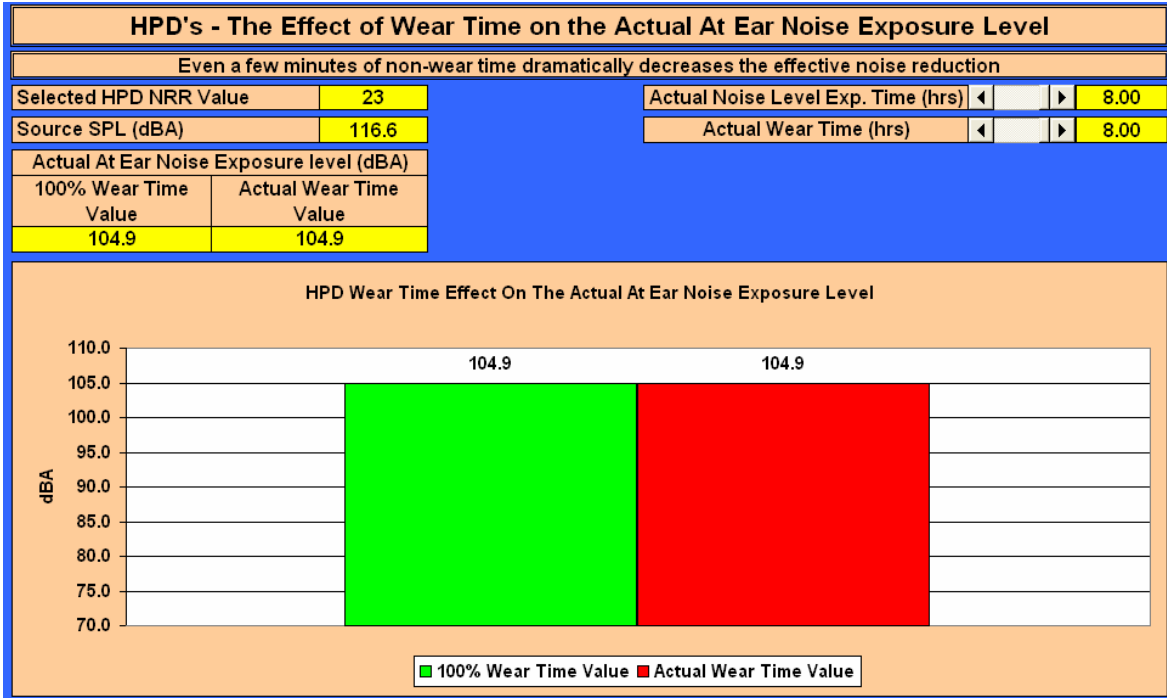 HPD's - The Effect of Wear Time on the Actual At Ear Noise Exposure Level
Even a few minutes of non-wear time dramatically decreases the effective noise reduction
Selected HPD NRR Value 23
Actual Noise Level Exp. Time (hrs) 8.00
Source SPL (dBA) 116.6
Actual Wear Time (hrs) 8.00
Actual At Ear Noise Exposure level (dBA)
100% Wear Time Actual Wear Time
Value Value
104.9 104.9
HPD Wear Time Effect On The Actual At Ear Noise Exposure Level
110.0
104.9 104.9
105.0
100.0
95.0
90.0
dBA
85.0
80.0
75.0
70.0
100% Wear Time Value Actual Wear Time Value